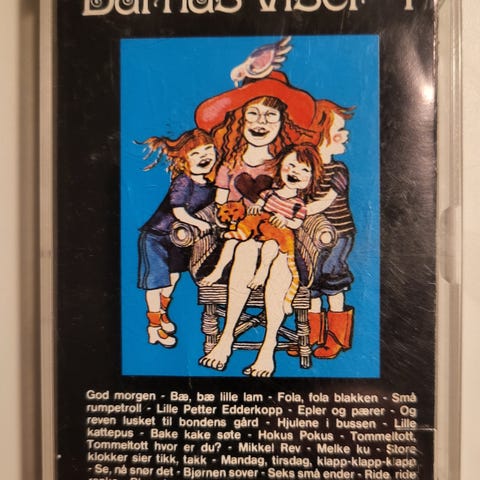 Barnas viser 1
God morgen - Bæ, bæ lille lam - Fola, fola blakken - Små
rumpetroll - Lille Petter Edderkopp - Epler og pærer - Og
reven lusket til bondens gård - Hjulene i bussen - Lille
kattepus - Bake kake søte - Hokus Pokus - Tommeltott,
Tommeltott hvor er du? - Mikkel Rev - Melke ku - Store
klokker sier tikk, takk - Mandag, tirsdag, klapp-klapp-klapp
- Se, nå snør det - Bjørnen sover - Seks små ender - Ride, ride